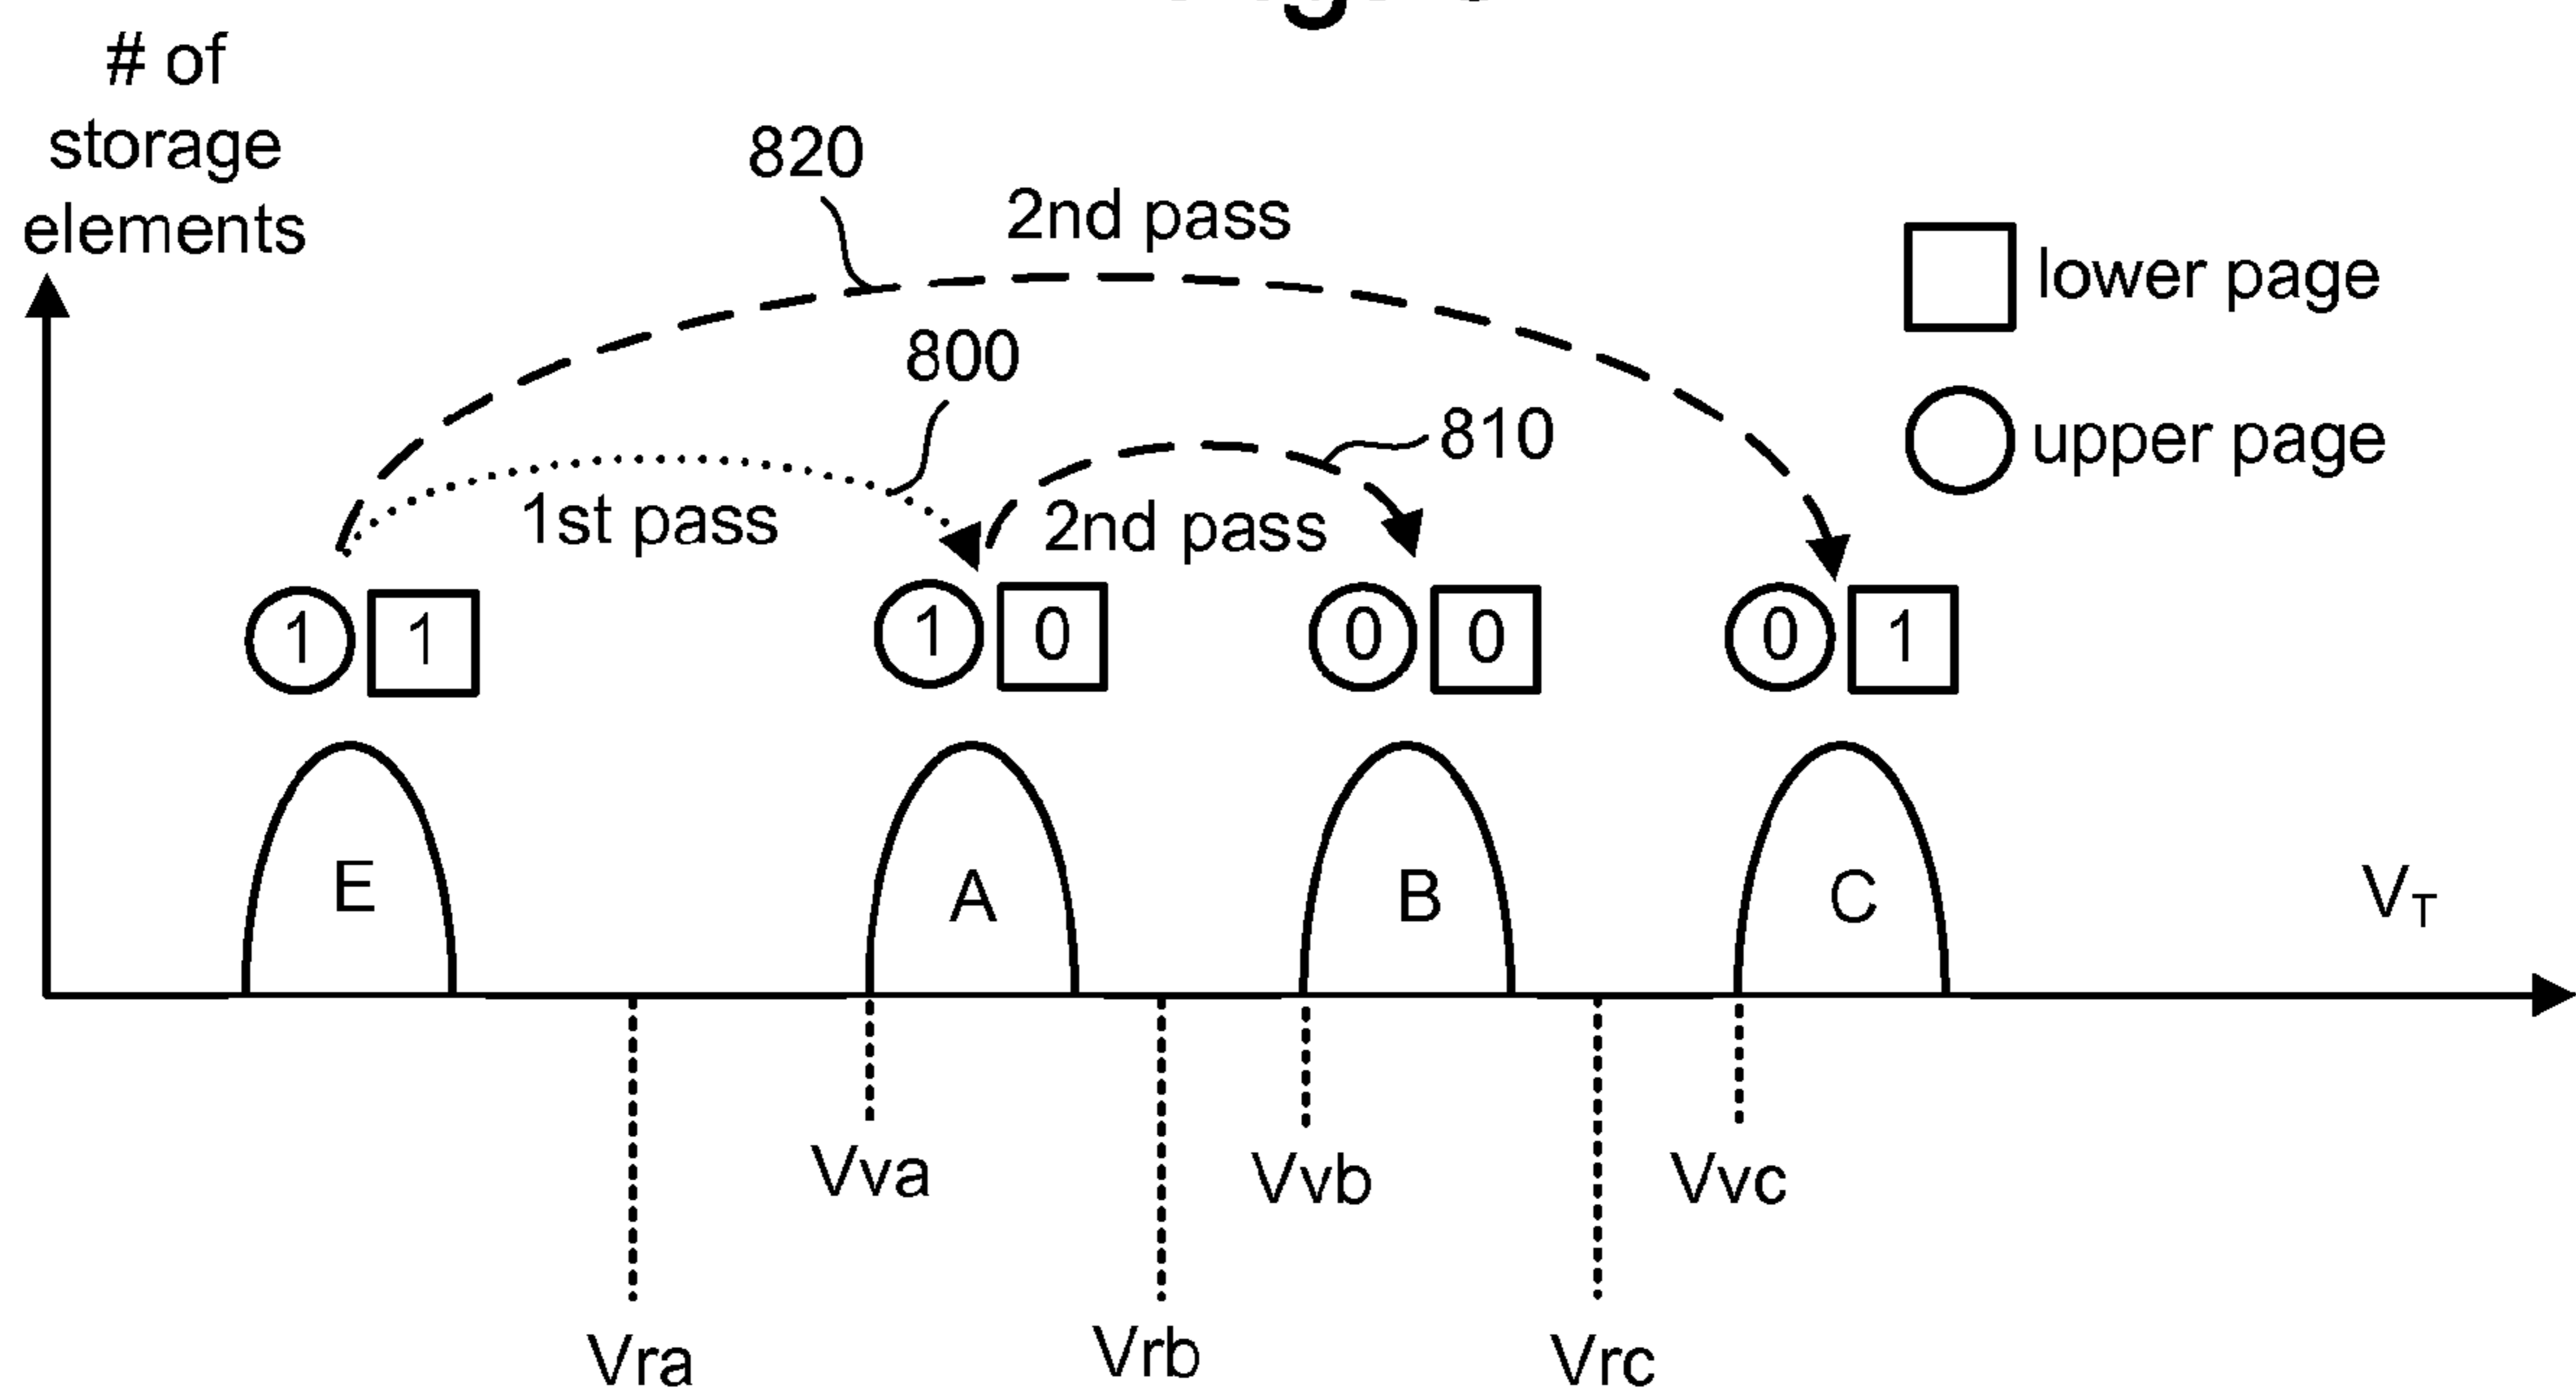 # of
storage
elements
820
2nd pass
lower page
800
upper page
810
1st pass
2nd pass
1 1
1 0
0 0
0 1
E
A
B
C
VT
Vva
Vvb
Vvc
Vra
Vrb
Vrc